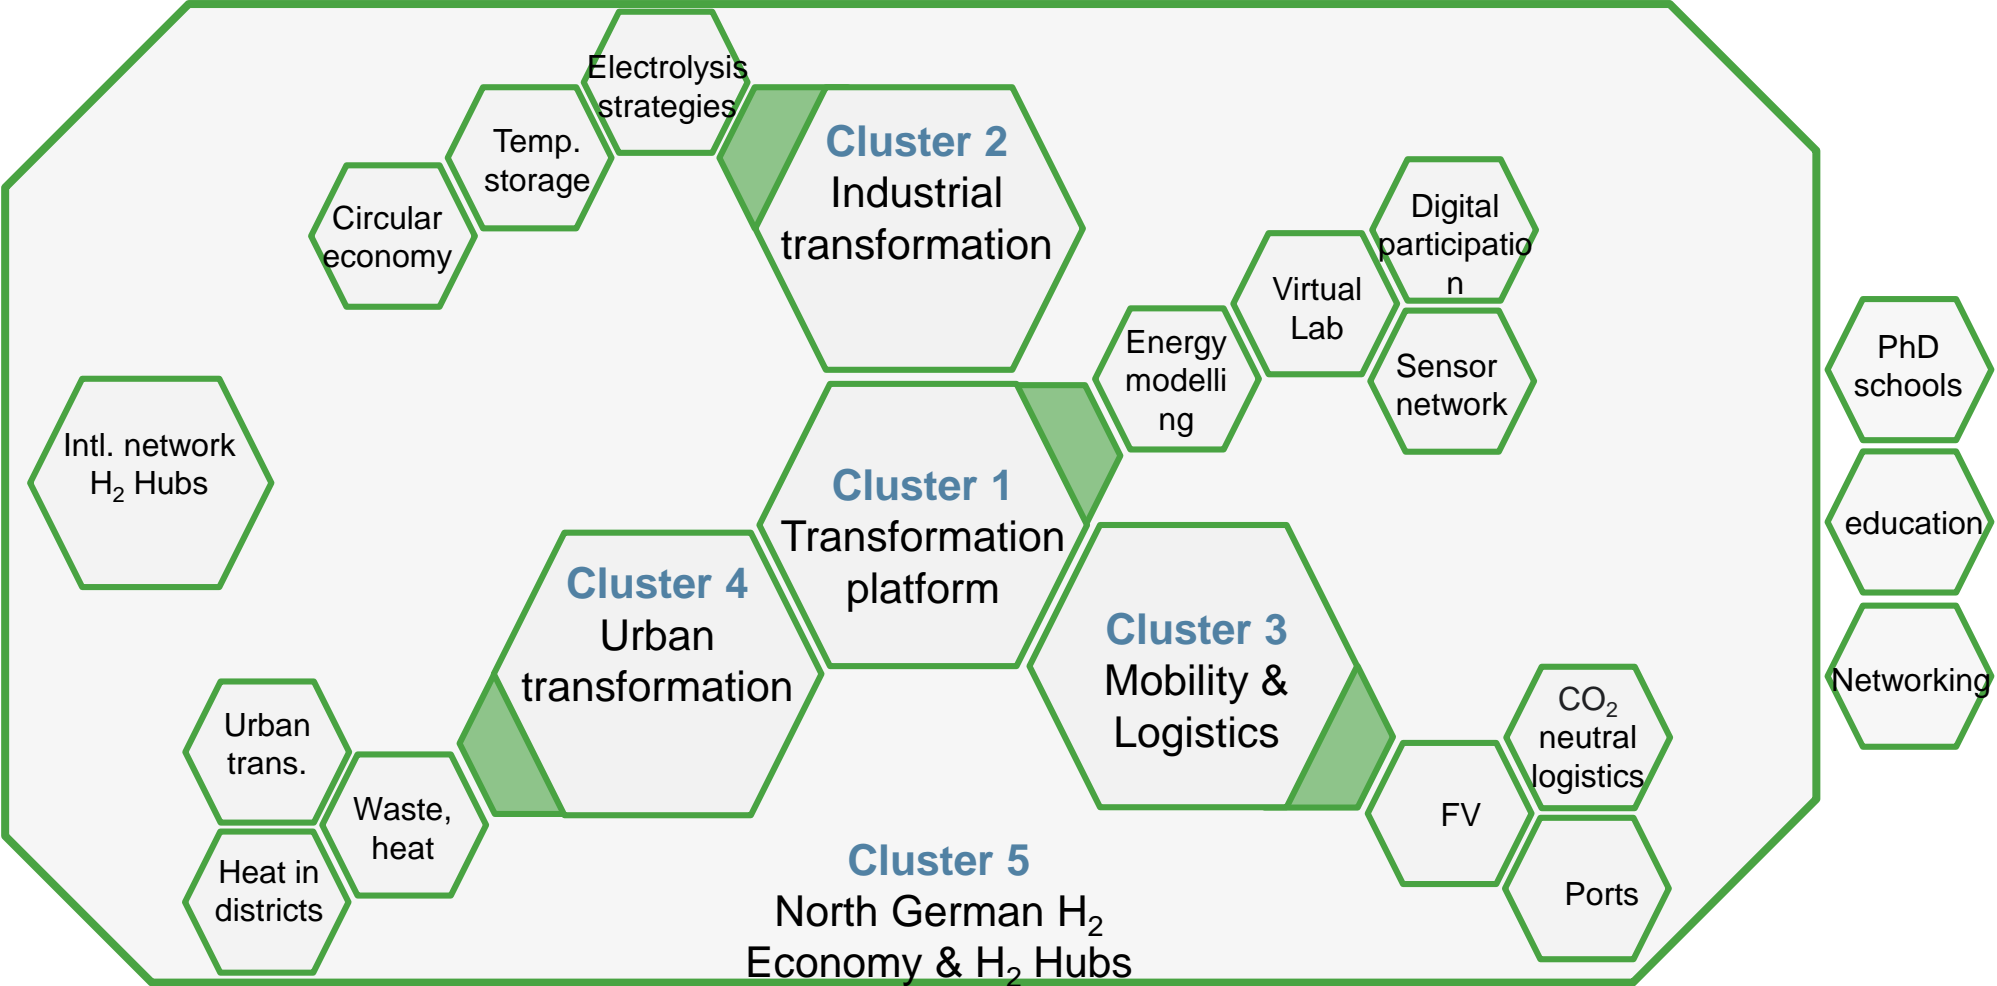 Electrolysis
strategies
Temp.
storage
Circular
economy
Cluster 2
Industrial
transformation
Digital
participatio
n
Virtual
Lab
Energy
modelli
ng
Sensor
network
PhD
schools
education
Networking
Intl. network
H₂ Hubs
Cluster 1
Transformation
platform
Cluster 4
Urban
transformation
Cluster 3
Mobility &
Logistics
Urban
trans.
Waste,
heat
Heat in
districts
CO₂
neutral
logistics
FV
Ports
Cluster 5
North German H₂
Economy & H₂ Hubs